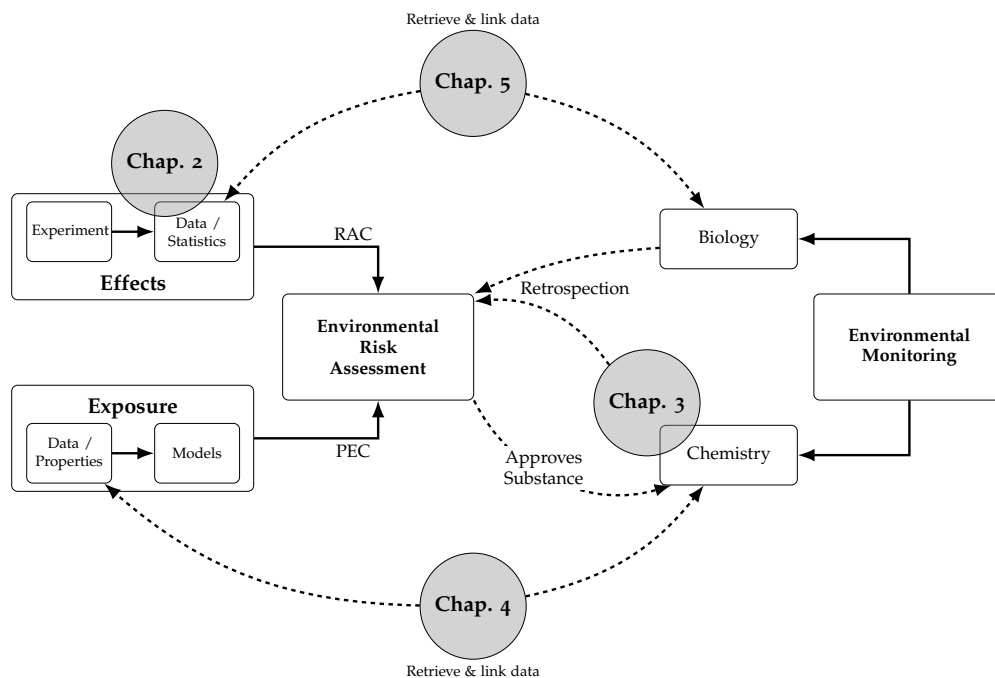 Retrieve & link data
Chap. 5
Chap. 2
Experiment
Data /
Statistics
Effects
RAC
Biology
Retrospection
Environmental
Risk
Assessment
Environmental
Monitoring
Exposure
Data /
Properties
Models
PEC
Chap. 3
Approves
Substance
Chemistry
Chap. 4
Retrieve & link data